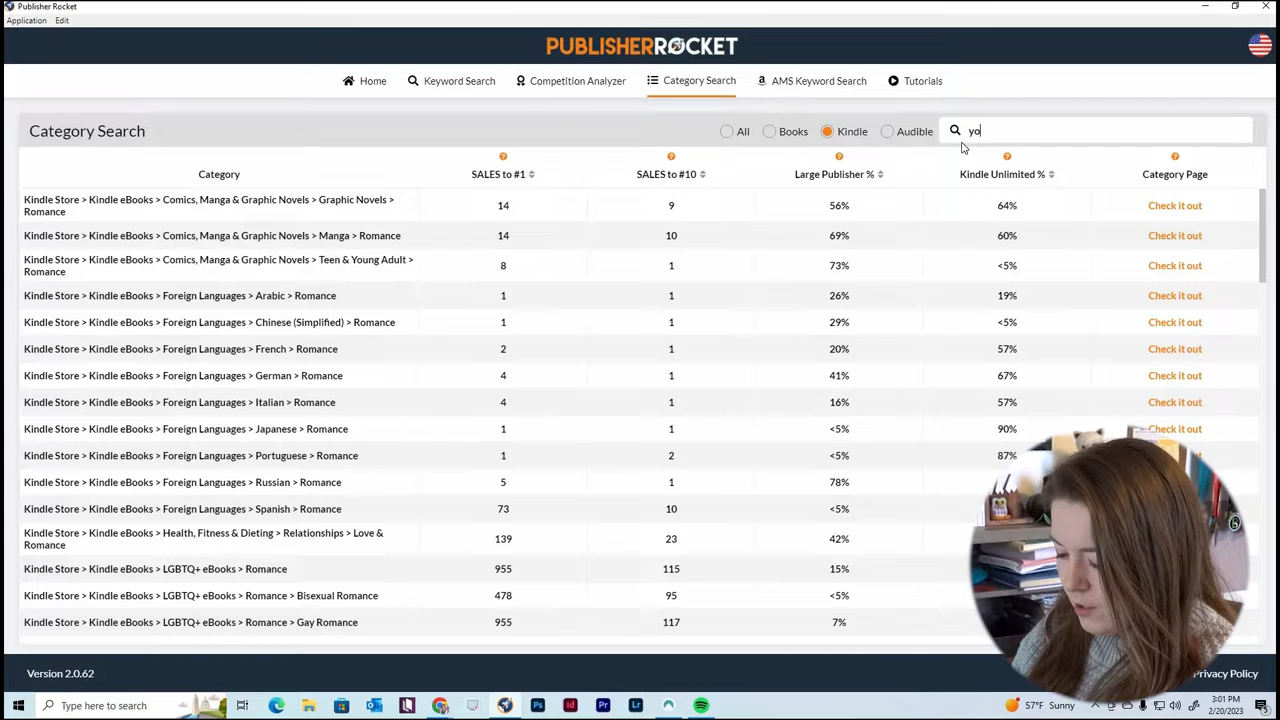 Publisher Rocket
Application Edit
PUBLISHERROCKET
Home Keyword Search Competition Analyzer Category Search AMS Keyword Search Tutorials
Category Search All Books Kindle Audible yo
Category SALES to #1 SALES to #10 Large Publisher % Kindle Unlimited % Category Page
Kindle Store > Kindle eBooks > Comics, Manga & Graphic Novels > Graphic Novels >
Romance 14 9 56% 64% Check it out
Kindle Store > Kindle eBooks > Comics, Manga & Graphic Novels > Manga > Romance 14 10 69% 60% Check it out
Kindle Store > Kindle eBooks > Comics, Manga & Graphic Novels > Teen & Young Adult >
Romance 8 1 73% <5% Check it out
Kindle Store > Kindle eBooks > Foreign Languages > Arabic > Romance 1 1 26% 19% Check it out
Kindle Store > Kindle eBooks > Foreign Languages > Chinese (Simplified) > Romance 1 1 29% <5% Check it out
Kindle Store > Kindle eBooks > Foreign Languages > French > Romance 2 1 20% 57% Check it out
Kindle Store > Kindle eBooks > Foreign Languages > German > Romance 4 1 41% 67% Check it out
Kindle Store > Kindle eBooks > Foreign Languages > Italian > Romance 4 1 16% 57% Check it out
Kindle Store > Kindle eBooks > Foreign Languages > Japanese > Romance 1 1 <5% 90% Check it out
Kindle Store > Kindle eBooks > Foreign Languages > Portuguese > Romance 1 2 <5% 87%
Kindle Store > Kindle eBooks > Foreign Languages > Russian > Romance 5 1 78%
Kindle Store > Kindle eBooks > Foreign Languages > Spanish > Romance 73 10 <5%
Kindle Store > Kindle eBooks > Health, Fitness & Dieting > Relationships > Love &
Romance 139 23 42%
Kindle Store > Kindle eBooks > LGBTQ+ eBooks > Romance 955 115 15%
Kindle Store > Kindle eBooks > LGBTQ+ eBooks > Romance > Bisexual Romance 478 95 <5%
Kindle Store > Kindle eBooks > LGBTQ+ eBooks > Romance > Gay Romance 955 117 7%
Version 2.0.62 Privacy Policy
Type here to search 57°F Sunny 3:01 PM
2/20/2023